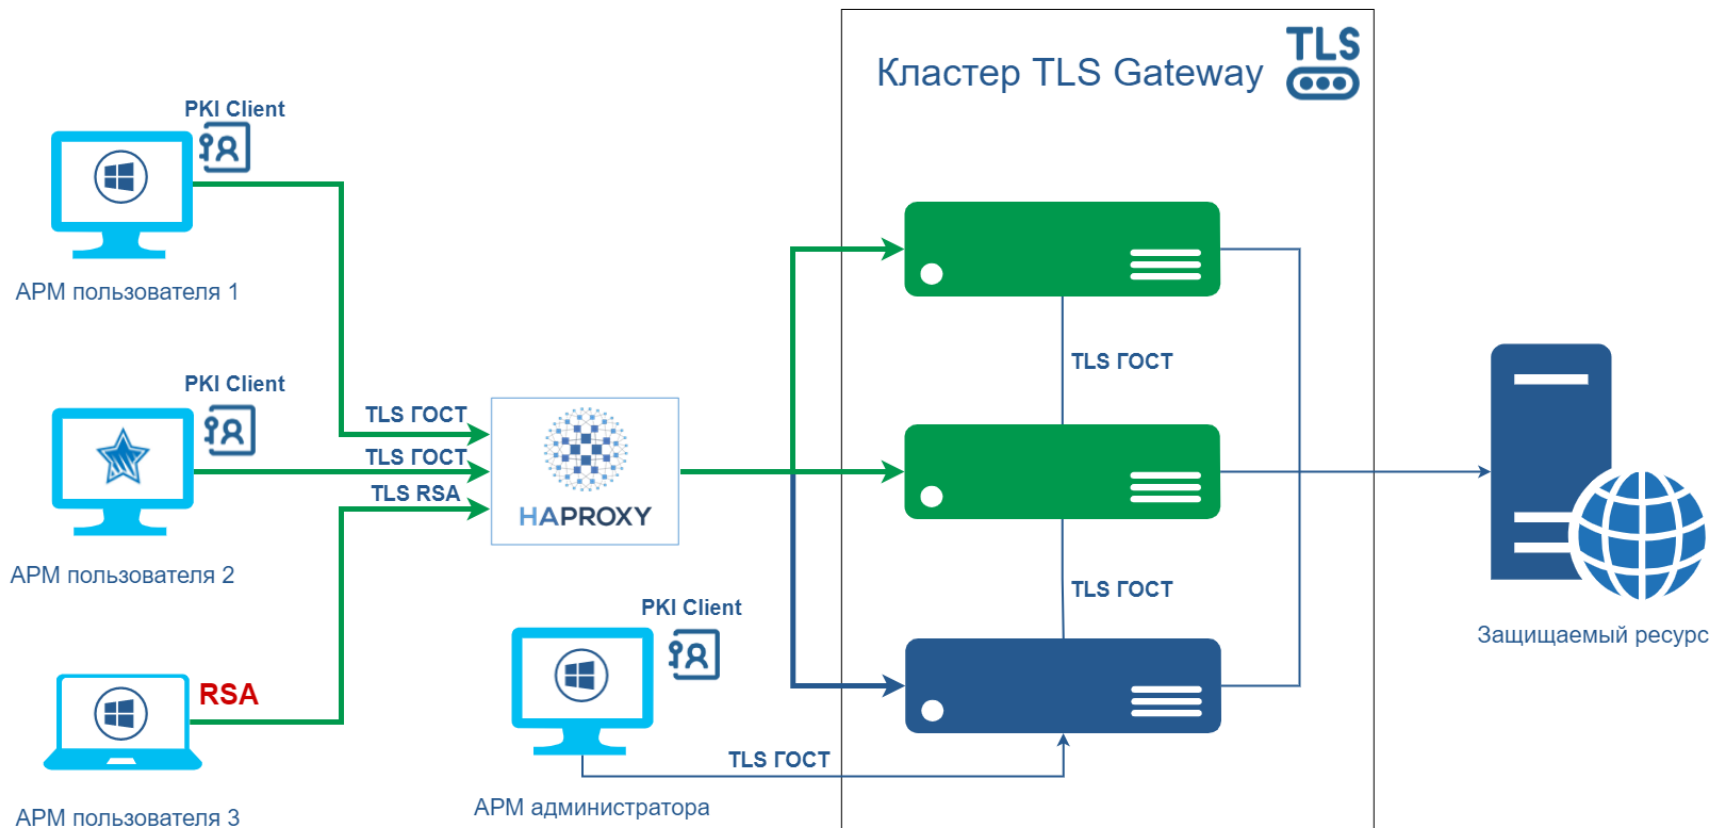 Кластер TLS Gateway
TLS
PKI Client
АРМ пользователя 1
PKI Client
АРМ пользователя 2
RSA
АРМ пользователя 3
TLS ГОСТ
TLS ГОСТ
TLS RSA
HAPROXY
PKI Client
АРМ администратора
TLS ГОСТ
TLS ГОСТ
TLS ГОСТ
Защищаемый ресурс